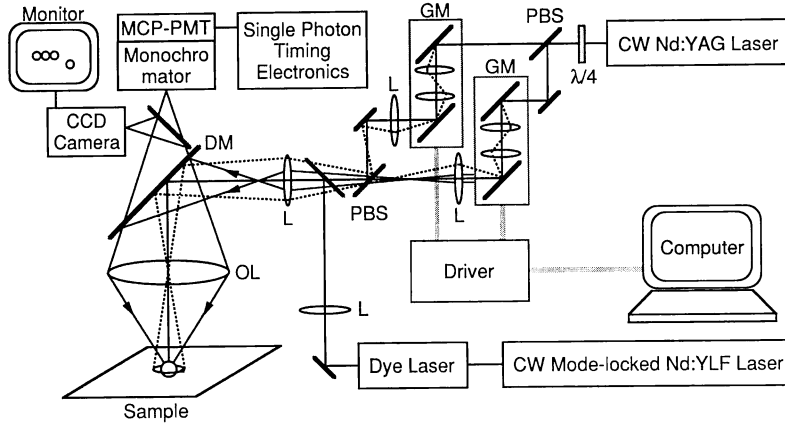 Monitor
MCP-PMT
Monochro
mator
Single Photon
Timing
Electronics
GM
PBS
CW Nd:YAG Laser
λ/4
GM
L
CCD
Camera
DM
L
PBS
L
Driver
Computer
OL
L
Dye Laser
CW Mode-locked Nd:YLF Laser
Sample